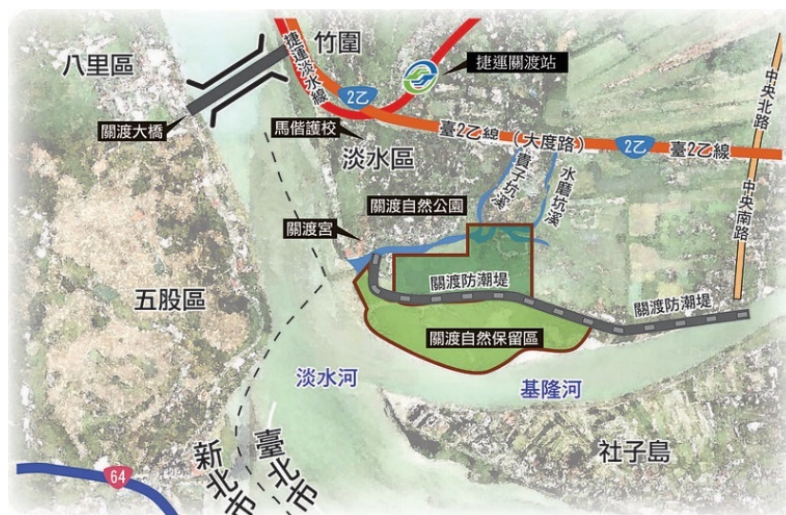 竹圍
八里區
捷運淡水線
捷運關渡站
2乙
關渡大橋
馬偕護校
臺2乙線(大度路)
2乙
臺2乙線
中央北路
淡水區
貴子坑溪
水磨坑溪
中央南路
關渡自然公園
關渡宮
關渡防潮堤
五股區
關渡防潮堤
關渡自然保留區
淡水河
基隆河
社子島
臺北市
新北市
64